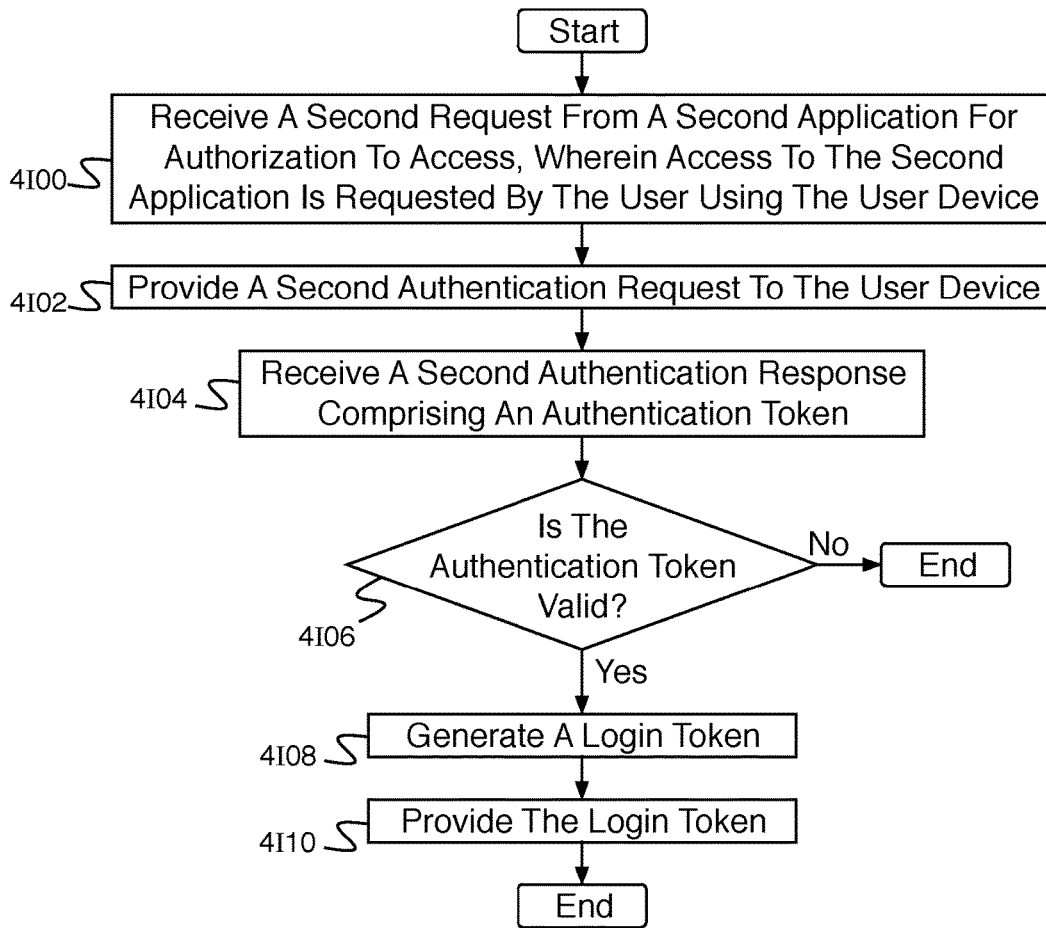 Start
Receive A Second Request From A Second Application For
Authorization To Access, Wherein Access To The Second
Application Is Requested By The User Using The User Device
4I00
Provide A Second Authentication Request To The User Device
4I02
Receive A Second Authentication Response
Comprising An Authentication Token
4I04
Is The
Authentication Token
Valid?
No
End
4I06
Yes
Generate A Login Token
4I08
Provide The Login Token
4I10
End